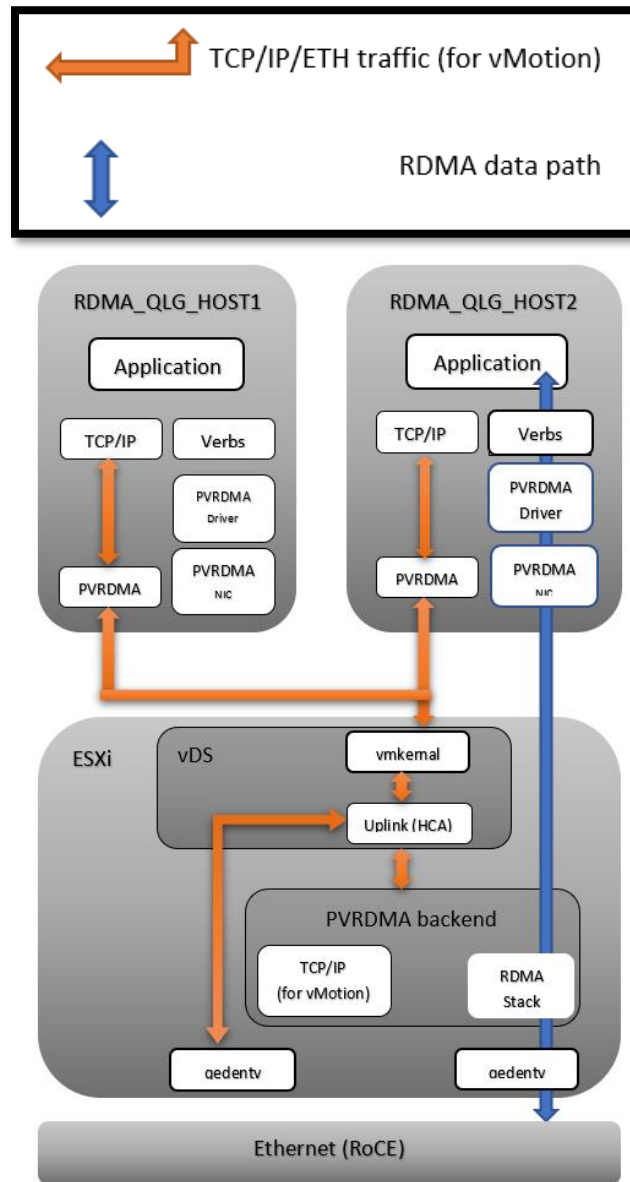 TCP/IP/ETH traffic (for vMotion)
RDMA data path
RDMA_QLG_HOST1
Application
TCP/IP
Verbs
PVRDMA
Driver
PVRDMA
PVRDMA
NIC
RDMA_QLG_HOST2
Application
TCP/IP
Verbs
PVRDMA
Driver
PVRDMA
PVRDMA
NIC
ESXi
vDS
vmkernal
Uplink (HCA)
PVRDMA backend
TCP/IP
(for vMotion)
RDMA
Stack
qedentv
qedentv
Ethernet (RoCE)